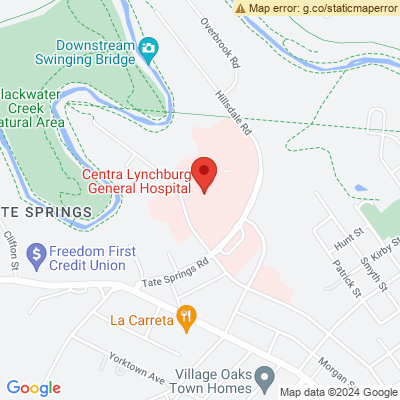 Map error: g.co/staticmaperror
Overbrook Rd
Downstream
Swinging Bridge
Hillsdale Rd
lackwater
Creek
Natural Area
Centra Lynchburg
General Hospital
TE SPRINGS
Clifton St
Freedom First
Credit Union
Tate Springs Rd
Hunt St
Kirby St
Smyth St
Patrick St
La Carreta
Yorktown Ave
Village Oaks
Town Homes
Morgan St
Google
Map data ©2024 Google